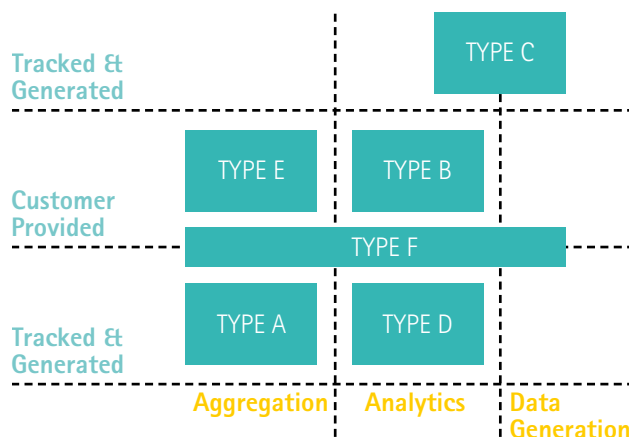 Tracked &
Generated
TYPE C
TYPE E
TYPE B
Customer
Provided
TYPE F
TYPE A
TYPE D
Tracked &
Generated
Aggregation
Analytics
Data
Generation